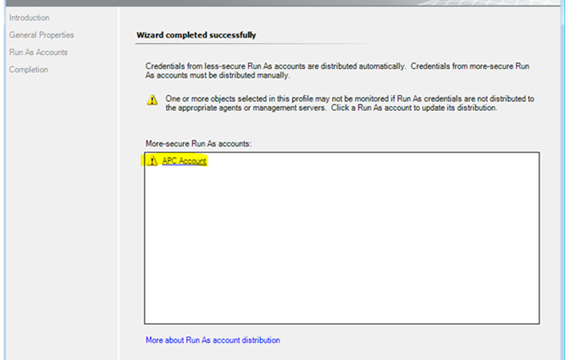 Introduction
General Properties
Run As Accounts
Completion
Wizard completed successfully
Credentials from less-secure Run As accounts are distributed automatically. Credentials from more-secure Run
As accounts must be distributed manually.
One or more objects selected in this profile may not be monitored if Run As credentials are not distributed to
the appropriate agents or management servers. Click a Run As account to update its distribution.
More-secure Run As accounts:
APC Account
More about Run As account distribution